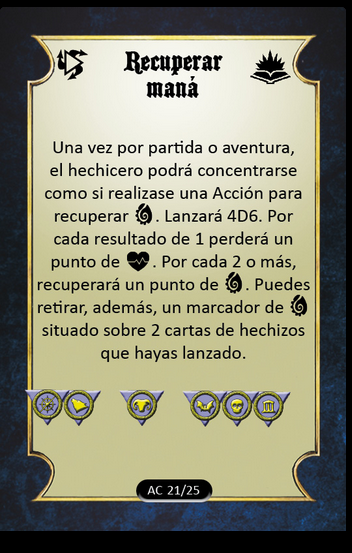 Recuperar
maná
Una vez por partida o aventura,
el hechicero podrá concentrarse
como si realizase una Acción para
recuperar . Lanzará 4D6. Por
cada resultado de 1 perderá un
punto de . Por cada 2 o más,
recuperará un punto de . Puedes
retirar, además, un marcador de
situado sobre 2 cartas de hechizos
que hayas lanzado.
AC 21/25